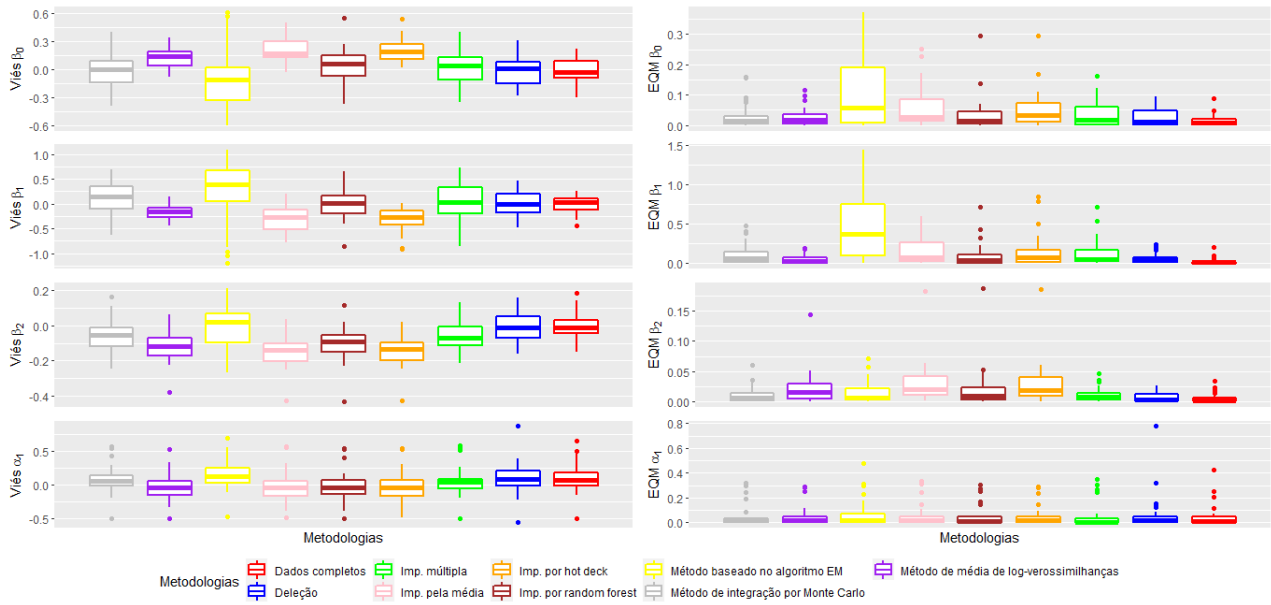 Viés β0
0.6
0.3
0.0
-0.3
-0.6
EQM β0
0.3
0.2
0.1
0.0
Viés β1
1.0
0.5
0.0
-0.5
-1.0
EQM β1
1.5
1.0
0.5
0.0
Viés β2
0.2
0.0
-0.2
-0.4
EQM β2
0.15
0.10
0.05
0.00
Viés α1
0.5
0.0
-0.5
EQM α1
0.8
0.6
0.4
0.2
0.0
Metodologias
Metodologias
Metodologias
Dados completos
Imp. múltipla
Imp. por hot deck
Método baseado no algoritmo EM
Método de média de log-verossimilhanças
Deleção
Imp. pela média
Imp. por random forest
Método de integração por Monte Carlo